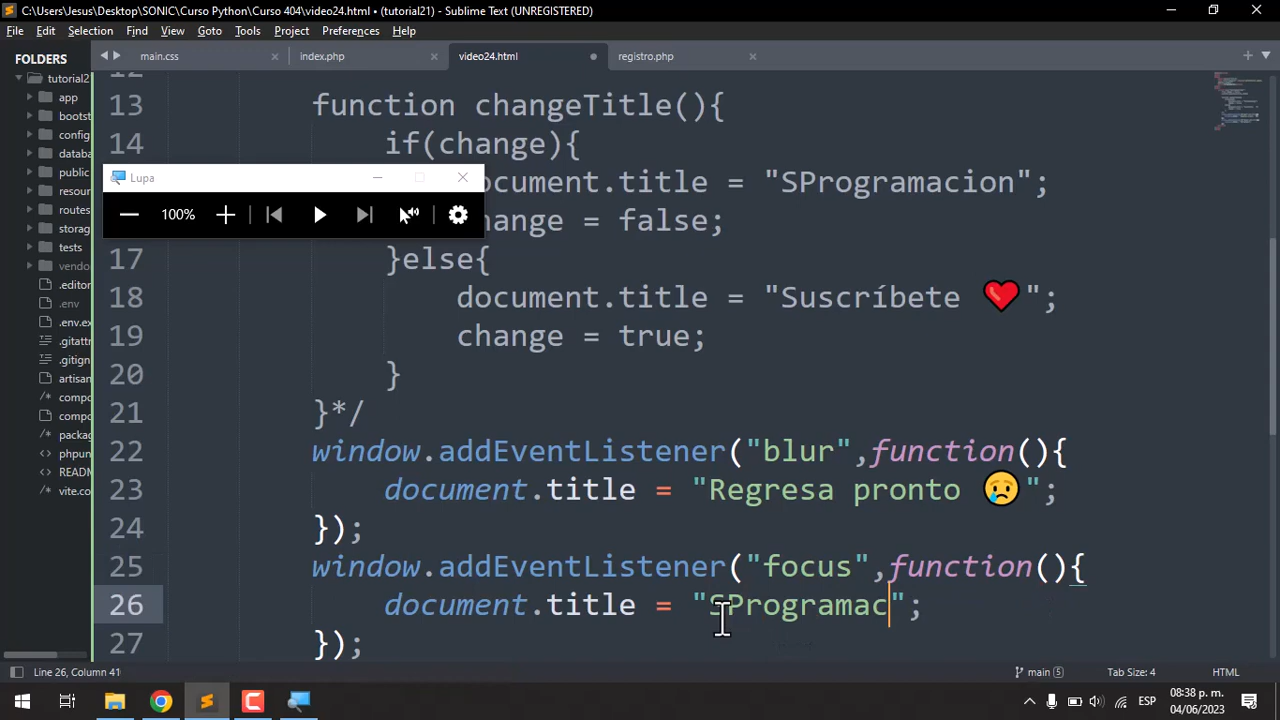 C:\Users\Jesus\Desktop\SONIC\Curso Python\Curso 404\video24.html • (tutorial21) - Sublime Text (UNREGISTERED)
File Edit Selection Find View Goto Tools Project Preferences Help
FOLDERS
main.css
index.php
video24.html
registro.php
tutorial2
app
boots
config
databa
public
resour
routes
storag
tests
vendo
.editor
.env
.env.ex
.gitattr
.gitign
artisan
compo
compo
packag
phpun
READM
vite.co
13 function changeTitle(){
14 if(change){
Lupa
100%
ocument.title = "SProgramacion";
hange = false;
17 }else{
18 document.title = "Suscríbete ❤️";
19 change = true;
20 }
21 }*/
22 window.addEventListener("blur",function(){
23 document.title = "Regresa pronto 😢";
24 });
25 window.addEventListener("focus",function(){
26 document.title = "SProgramac";
27 });
Line 26, Column 41
main 5
Tab Size: 4
HTML
ESP
08:38 p. m.
04/06/2023